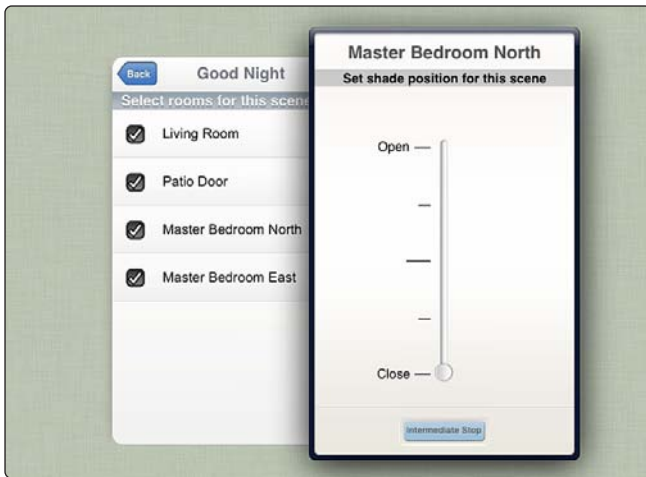 Back
Good Night
Select rooms for this scene
Living Room
Patio Door
Master Bedroom North
Master Bedroom East
Master Bedroom North
Set shade position for this scene
Open
Close
Intermediate Stop